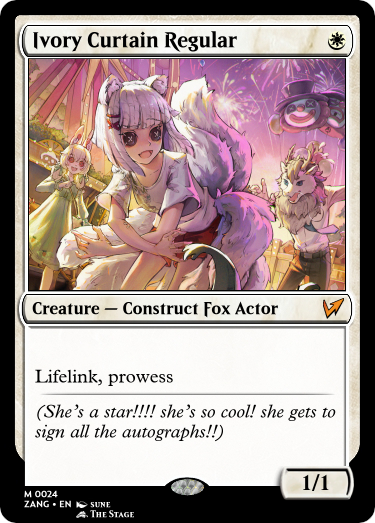 Ivory Curtain Regular
Creature — Construct Fox Actor
Lifelink, prowess
(She's a star!!!! she's so cool! she gets to
sign all the autographs!!)
1/1
M 0024
ZANG • EN SUNE
The Stage